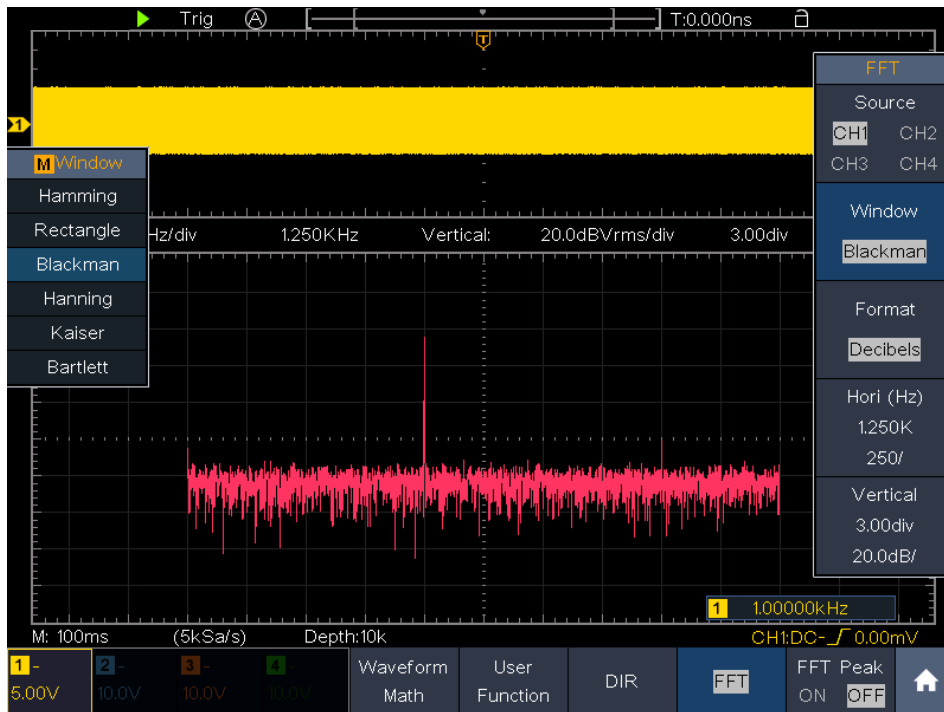 Trig A T:0.000ns
T
FFT
Source
CH1 CH2
CH3 CH4
1
M Window
Hamming
Rectangle
Blackman
Hanning
Kaiser
Bartlett
Hz/div 1.250KHz Vertical: 20.0dBVrms/div 3.00div
Window
Blackman
Format
Decibels
Hori (Hz)
1.250K
250/
Vertical
3.00div
20.0dB/
1 1.00000kHz
M: 100ms (5kSa/s) Depth:10k CH1:DC- 0.00mV
1 - 2 - 3 - 4 -
5.00V 10.0V 10.0V 10.0V
Waveform
Math
User
Function
DIR
FFT
FFT Peak
ON OFF